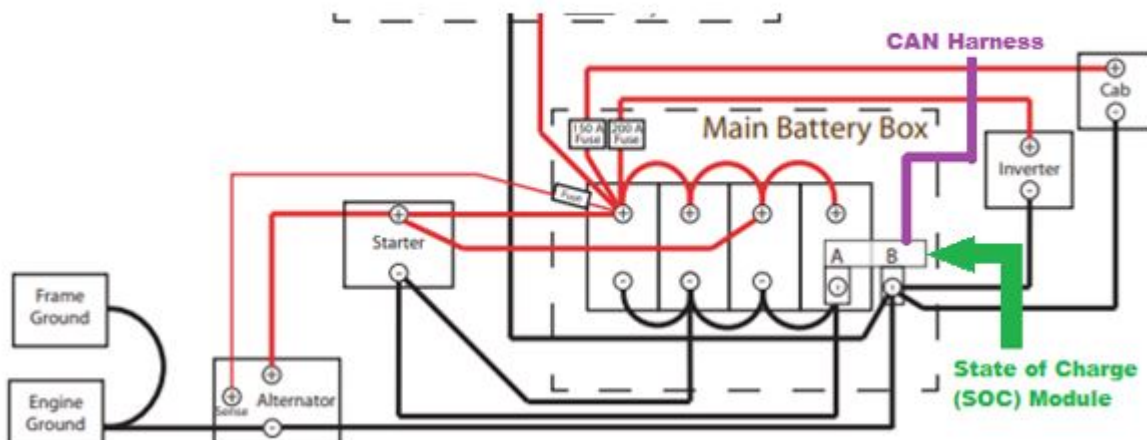 CAN Harness
+
Cab
-
150 A
Fuse
200 A
Fuse
Main Battery Box
+
Inverter
-
Fuse
+
Starter
-
+
+
+
+
A
B
-
-
-
-
-
Frame
Ground
State of Charge
(SOC) Module
+
+
Sense
Alternator
-
Engine
Ground